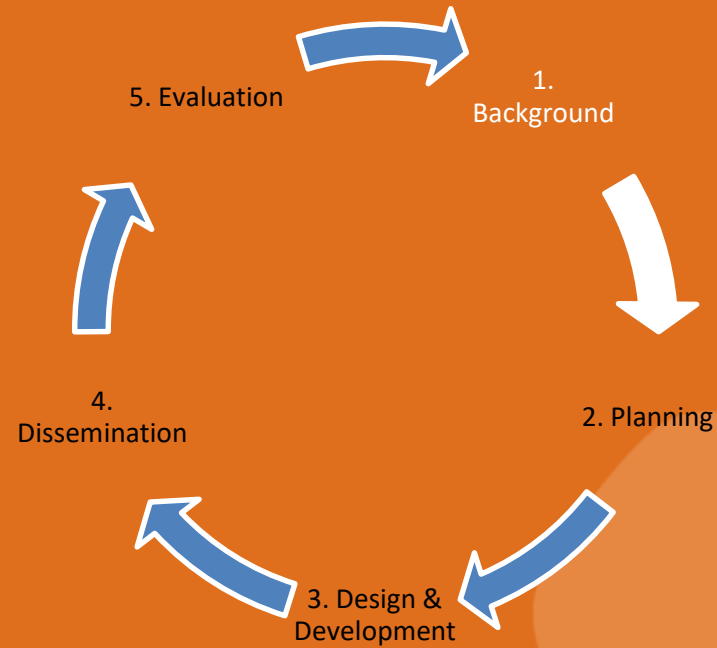 1.
Background
2. Planning
3. Design &
Development
4.
Dissemination
5. Evaluation